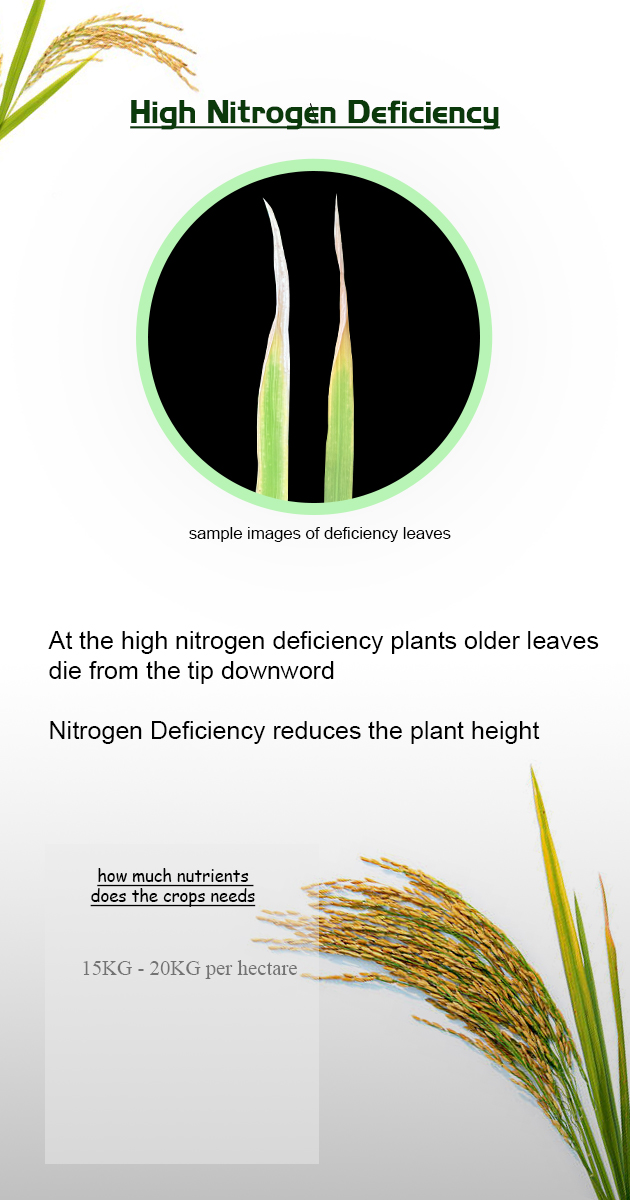 High Nitrogen Deficiency
sample images of deficiency leaves
At the high nitrogen deficiency plants older leaves
die from the tip downword
Nitrogen Deficiency reduces the plant height
how much nutrients
does the crops needs
15KG - 20KG per hectare